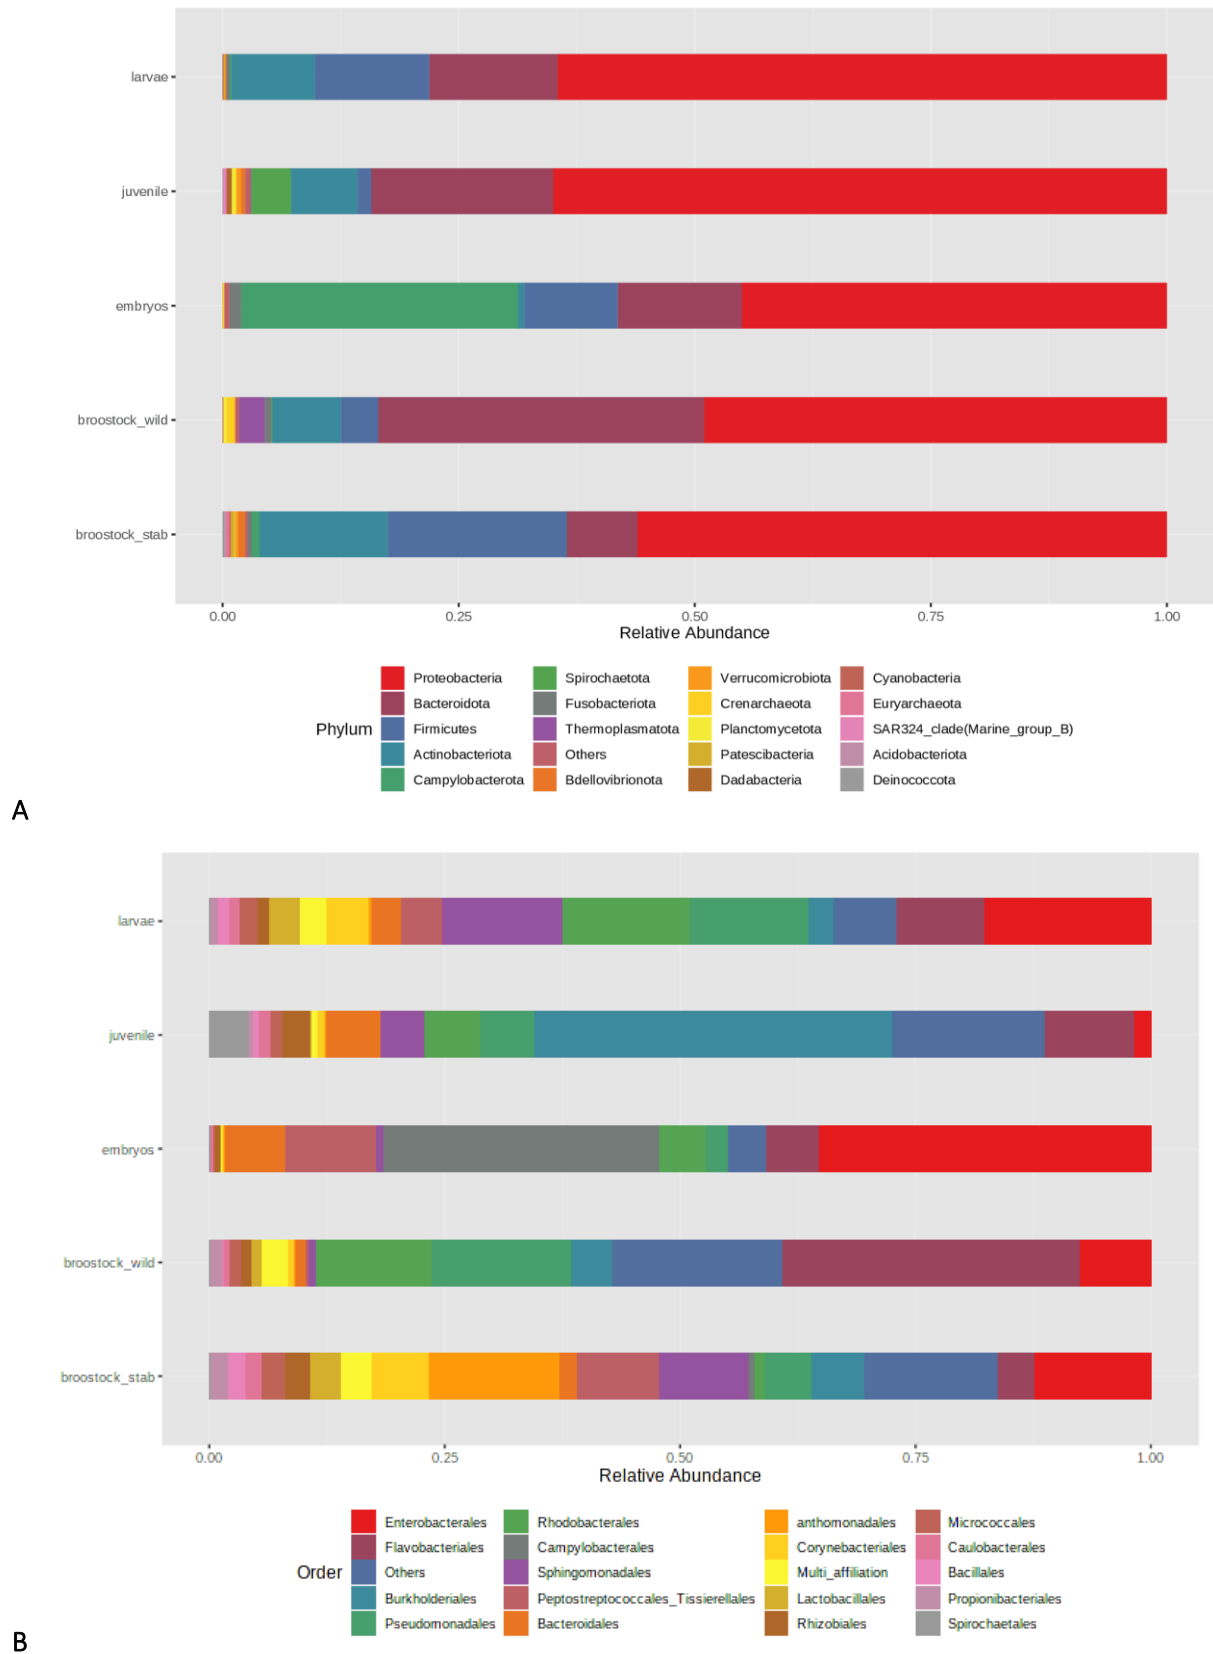 larvae
juvenile
embryos
broostock_wild
broostock_stab
0.00 0.25 0.50 0.75 1.00
Relative Abundance
Phylum
Proteobacteria Spirochaetota Verrucomicrobiota Cyanobacteria
Bacteroidota Fusobacteriota Crenarchaeota Euryarchaeota
Firmicutes Thermoplasmatota Planctomycetota SAR324_clade(Marine_group_B)
Actinobacteriota Others Patescibacteria Acidobacteriota
Campylobacterota Bdellovibrionota Dadabacteria Deinococcota
A
larvae
juvenile
embryos
broostock_wild
broostock_stab
0.00 0.25 0.50 0.75 1.00
Relative Abundance
Order
Enterobacterales Rhodobacterales anthomonadales Micrococcales
Flavobacteriales Campylobacterales Corynebacteriales Caulobacterales
Others Sphingomonadales Multi_affiliation Bacillales
Burkholderiales Peptostreptococcales_Tissierellales Lactobacillales Propionibacteriales
Pseudomonadales Bacteroidales Rhizobiales Spirochaetales
B